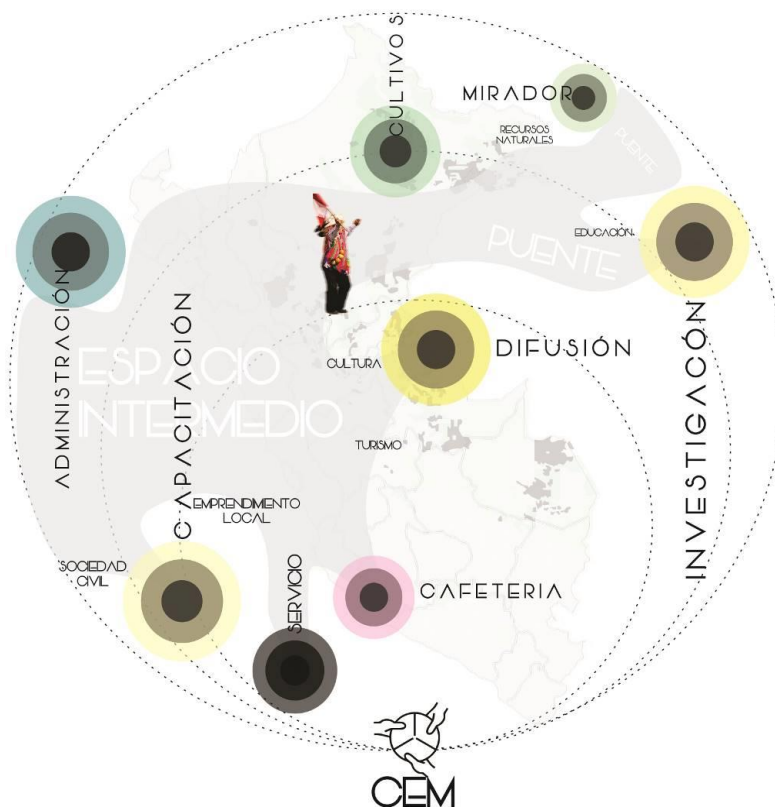 CULTIVOS
MIRADOR
RECURSOS
NATURALES
PUENTE
EDUCACIÓN
PUENTE
ADMINISTRACIÓN
CAPACITACIÓN
ESPACIO
INTERMEDIO
CULTURA
DIFUSIÓN
INVESTIGACÓN
TURISMO
EMPRENDIMIENTO
LOCAL
SOCIEDAD
CIVIL
SERVICIO
CAFETERIA
CEM